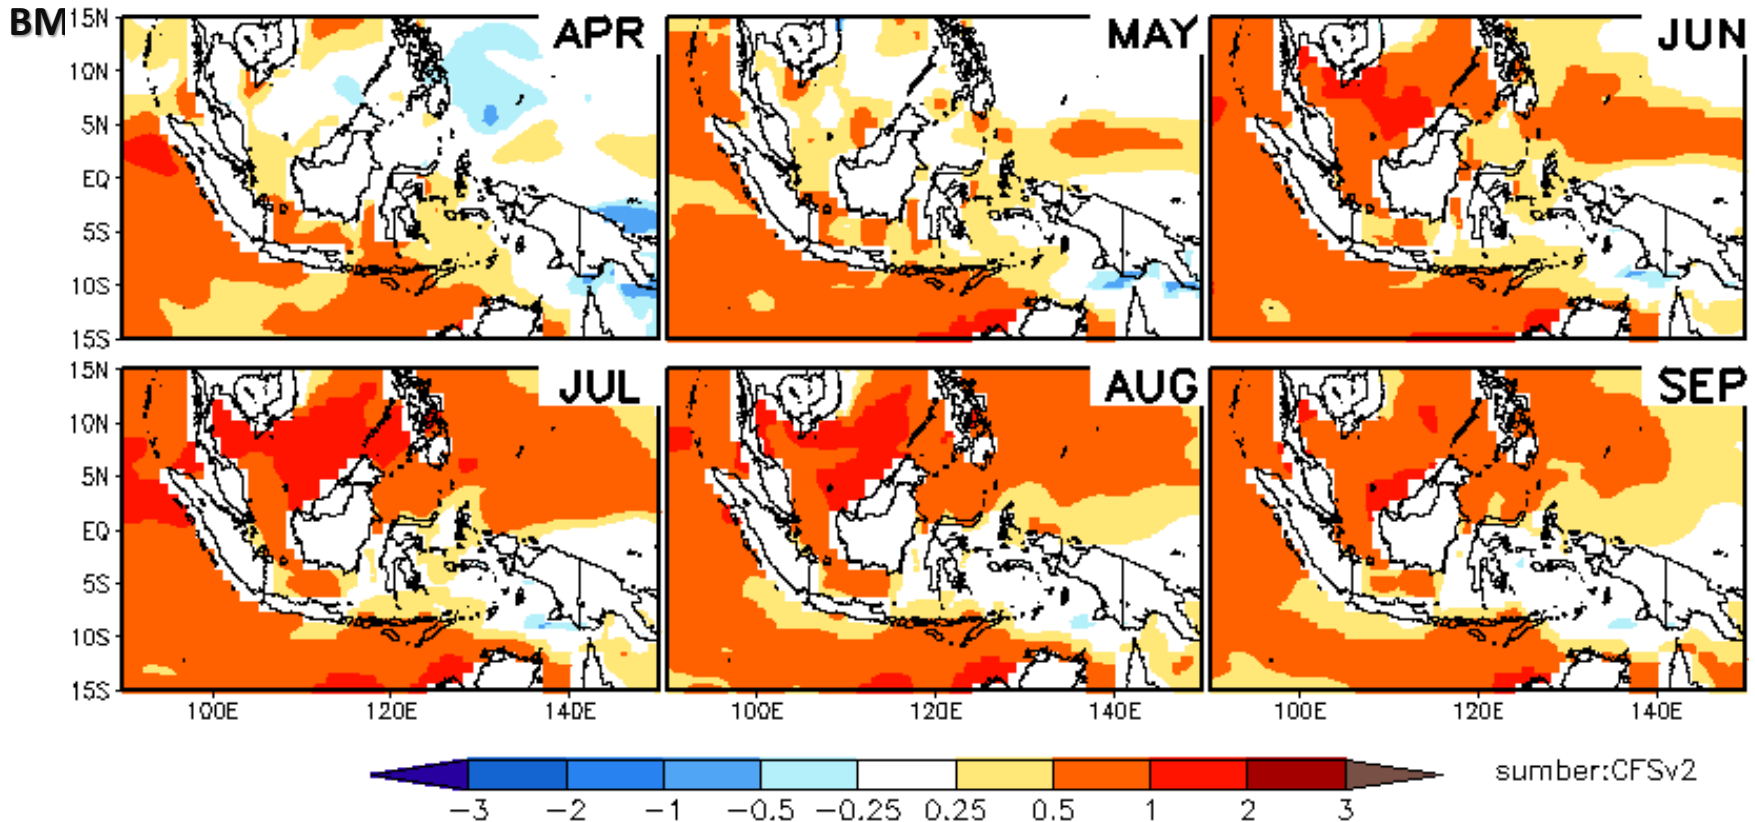 BM
APR
MAY
JUN
15N
10N
5N
EQ
5S
10S
15S
JUL
AUG
SEP
15N
10N
5N
EQ
5S
10S
15S
100E 120E 140E 100E 120E 140E 100E 120E 140E
sumber:CFSv2
-3 -2 -1 -0.5 -0.25 0.25 0.5 1 2 3